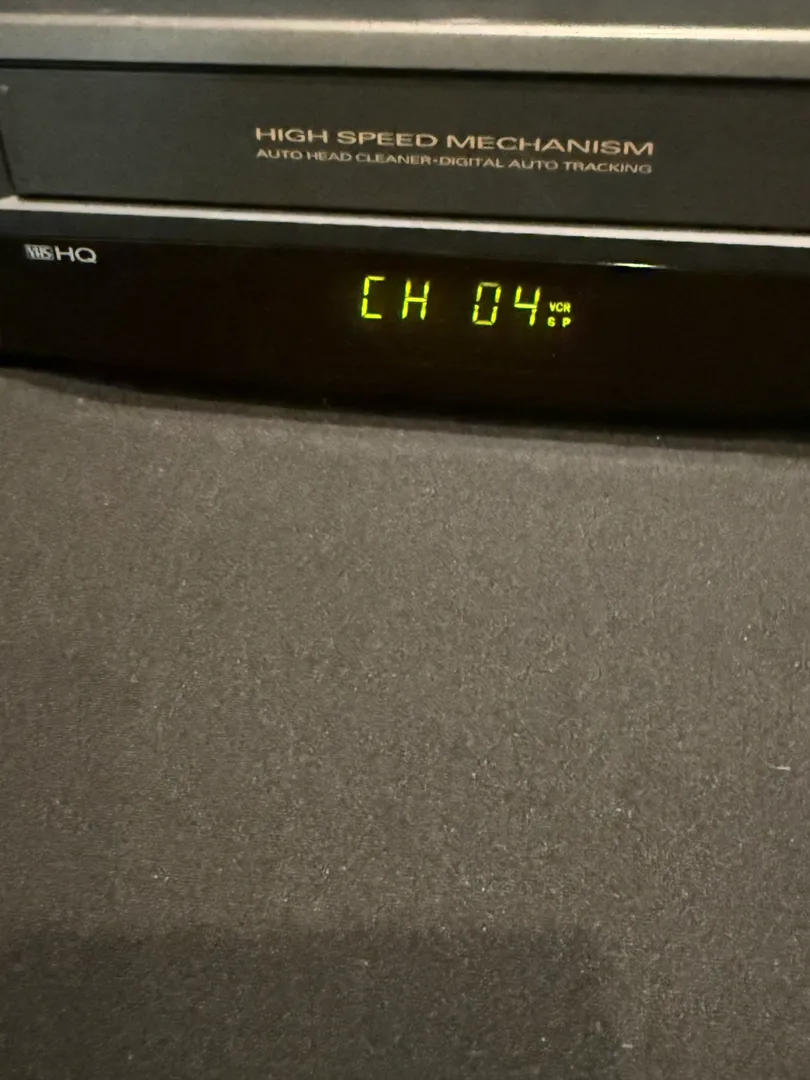 HIGH SPEED MECHANISM
AUTO HEAD CLEANER•DIGITAL AUTO TRACKING
VHS HQ
CH 04 VCR
SP